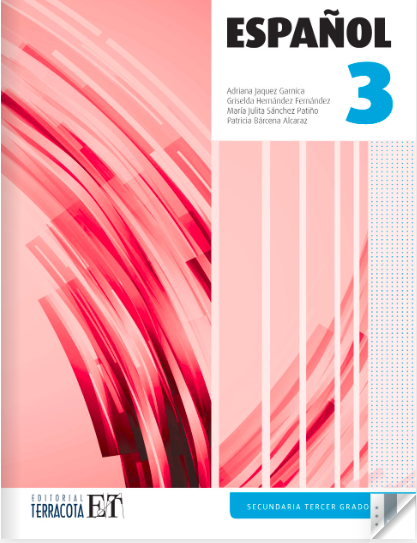 ESPAÑOL
3
Adriana Jaquez Garnica
Griselda Hernández Fernández
María Julita Sánchez Patiño
Patricia Bárcena Alcaraz
EDITORIAL
TERRACOTA ET
SECUNDARIA TERCER GRADO